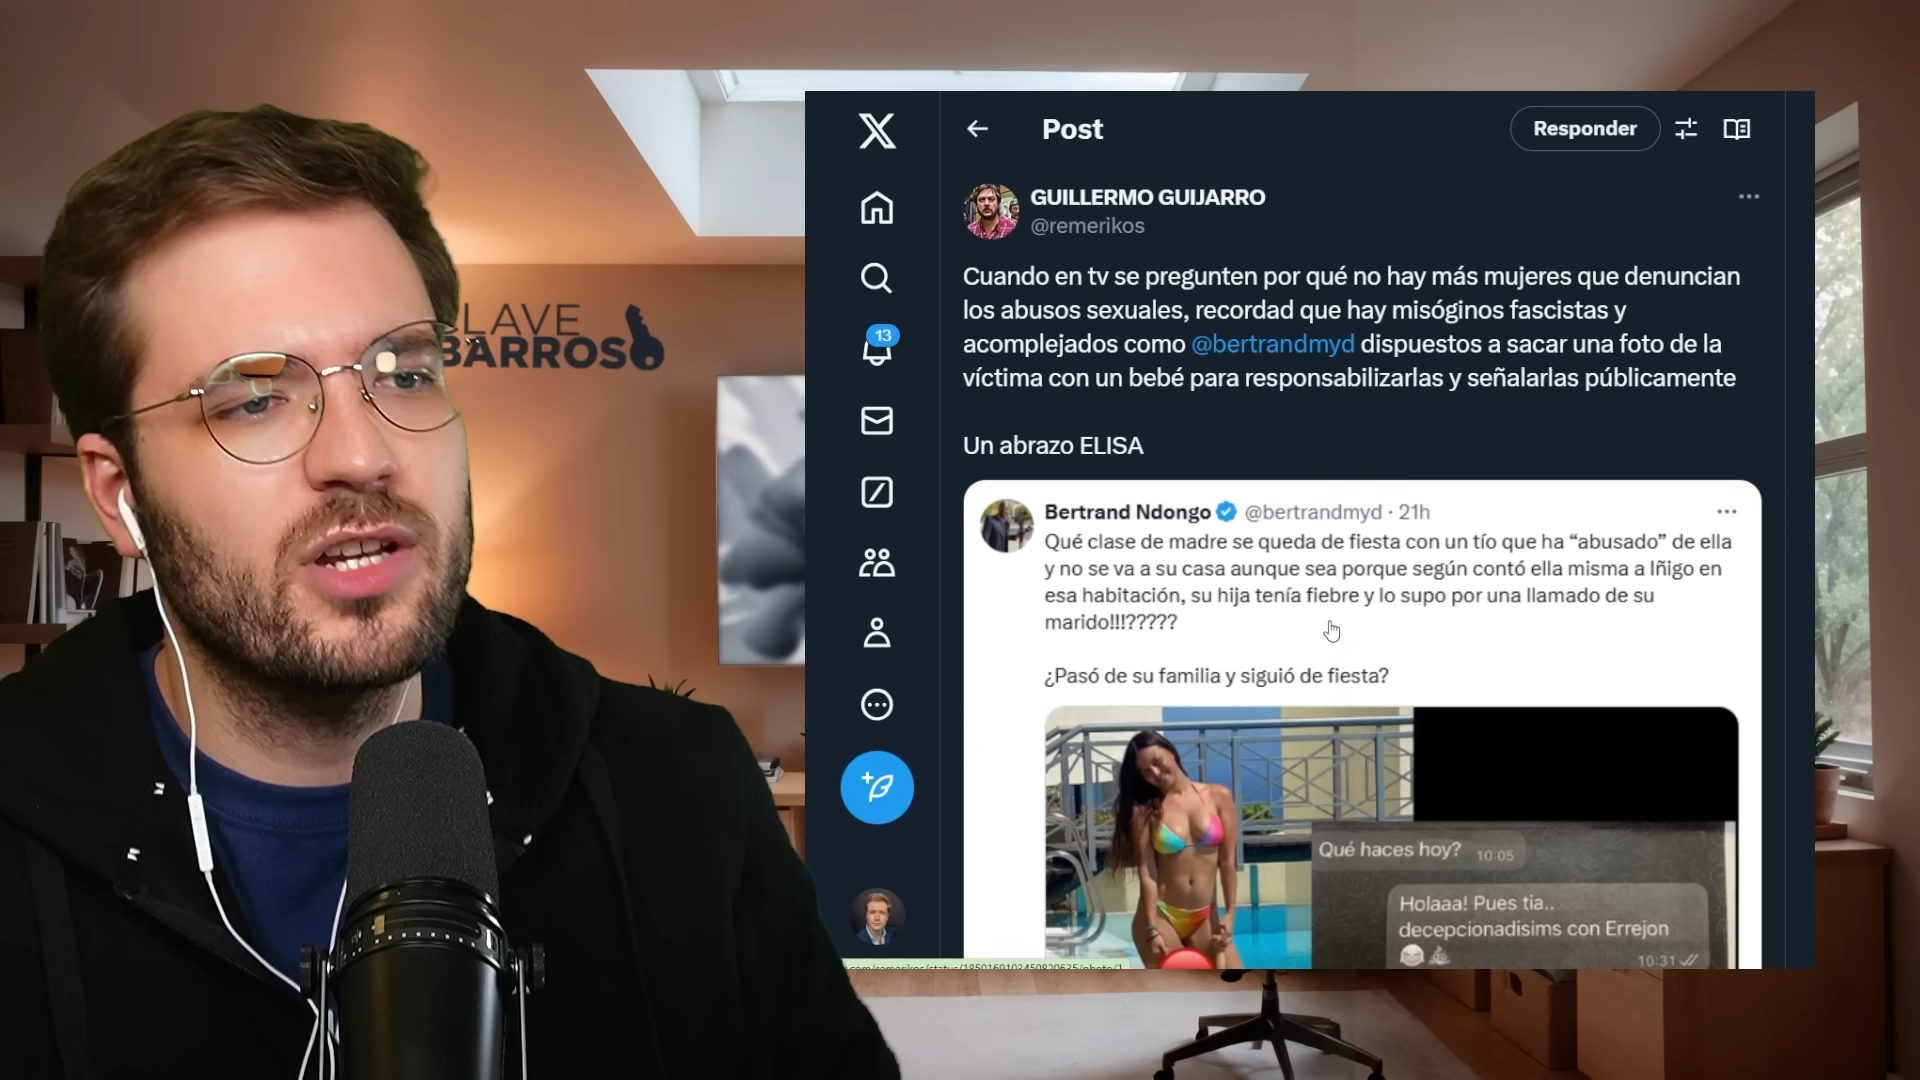 CLAVE
BARROS
Post
Responder
13
GUILLERMO GUIJARRO
@remerikos
Cuando en tv se pregunten por qué no hay más mujeres que denuncian
los abusos sexuales, recordad que hay misóginos fascistas y
acomplejados como @bertrandmyd dispuestos a sacar una foto de la
víctima con un bebé para responsabilizarlas y señalarlas públicamente
Un abrazo ELISA
Bertrand Ndongo @bertrandmyd · 21h
Qué clase de madre se queda de fiesta con un tío que ha “abusado” de ella
y no se va a su casa aunque sea porque según contó ella misma a Iñigo en
esa habitación, su hija tenía fiebre y lo supo por una llamado de su
marido!!!?????
¿Pasó de su familia y siguió de fiesta?
Qué haces hoy? 10:05
Holaaa! Pues tia..
decepcionadisims con Errejon
10:31